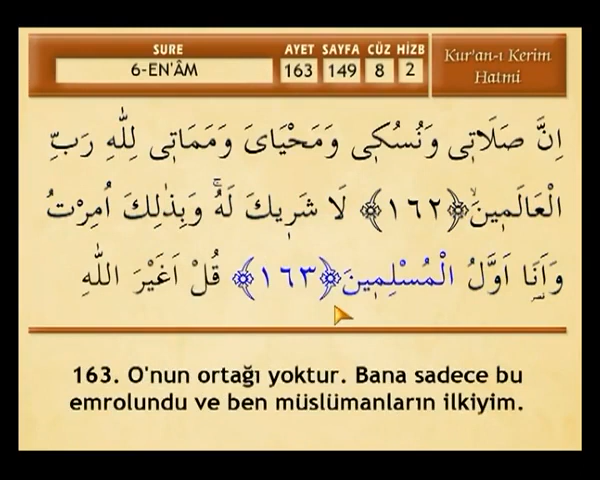 SURE AYET SAYFA CÜZ HİZB
6-EN'ÂM 163 149 8 2
Kur'an-ı Kerim
Hatmi
اِنَّ صَلَاتٖى وَنُسُكٖى وَمَحْيَاىَ وَمَمَاتٖى لِلّٰهِ رَبِّ
الْعَالَمٖينَۙ ﴿١٦٢﴾ لَا شَرٖيكَ لَهُۚ وَبِذٰلِكَ اُمِرْتُ
وَاَنَا۬ اَوَّلُ الْمُسْلِمٖينَ ﴿١٦٣﴾ قُلْ اَغَيْرَ اللّٰهِ
163. O'nun ortağı yoktur. Bana sadece bu
emrolundu ve ben müslümanların ilkiyim.